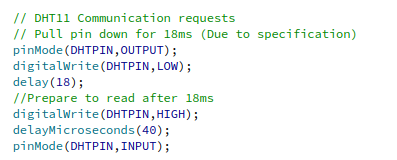 // DHT11 Communication requests
// Pull pin down for 18ms (Due to specification)
pinMode(DHTPIN,OUTPUT);
digitalWrite(DHTPIN,LOW);
delay(18);
//Prepare to read after 18ms
digitalWrite(DHTPIN,HIGH);
delayMicroseconds(40);
pinMode(DHTPIN,INPUT);